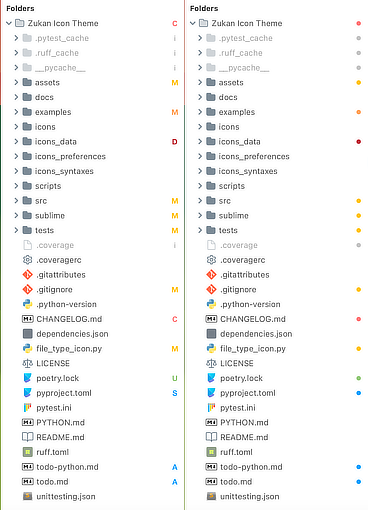 Folders
Zukan Icon Theme C
.pytest_cache i
.ruff_cache i
__pycache__ i
assets M
docs
examples M
icons
icons_data D
icons_preferences
icons_syntaxes
scripts
src M
sublime M
tests M
.coverage i
.coveragerc
.gitattributes
.gitignore M
.python-version
CHANGELOG.md C
dependencies.json
file_type_icon.py M
LICENSE
poetry.lock U
pyproject.toml S
pytest.ini
PYTHON.md
README.md
ruff.toml
todo-python.md A
todo.md A
unittesting.json
Folders
Zukan Icon Theme
.pytest_cache
.ruff_cache
__pycache__
assets
docs
examples
icons
icons_data
icons_preferences
icons_syntaxes
scripts
src
sublime
tests
.coverage
.coveragerc
.gitattributes
.gitignore
.python-version
CHANGELOG.md
dependencies.json
file_type_icon.py
LICENSE
poetry.lock
pyproject.toml
pytest.ini
PYTHON.md
README.md
ruff.toml
todo-python.md
todo.md
unittesting.json